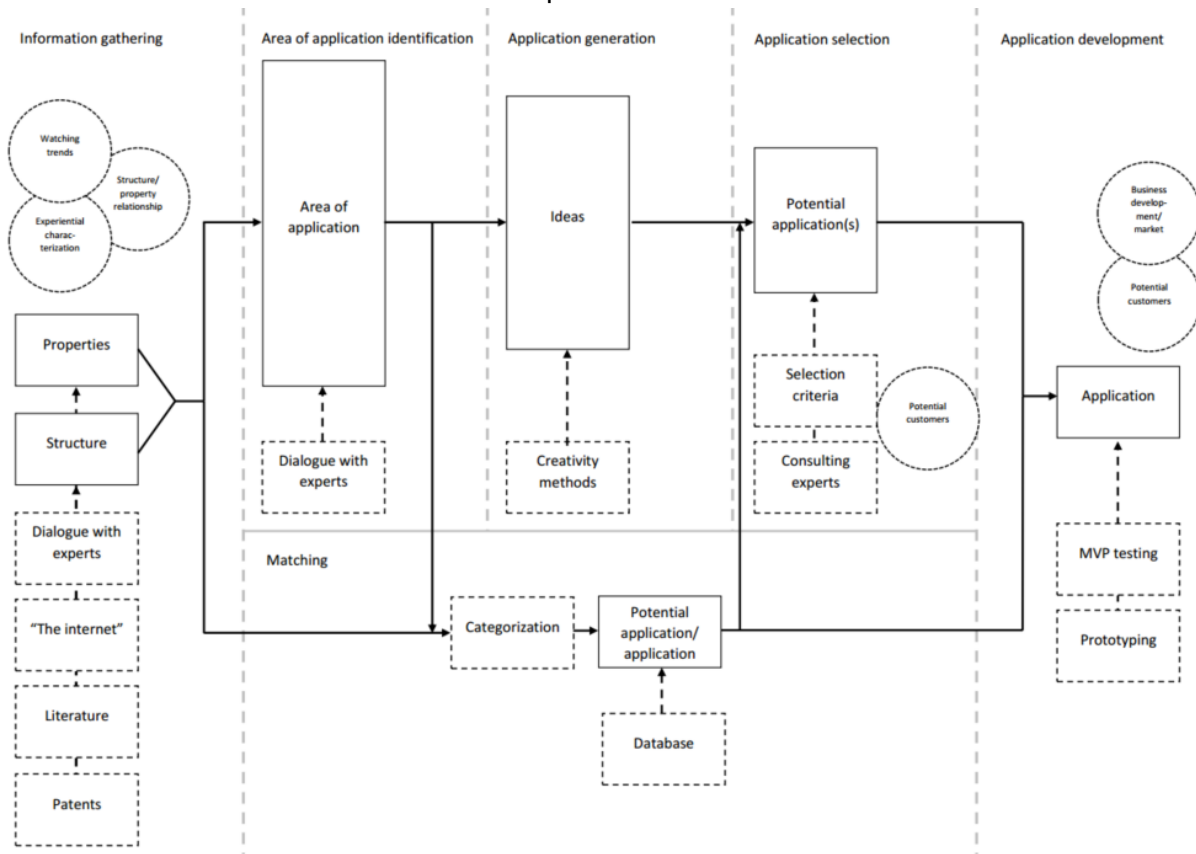 Information gathering
Area of application identification
Application generation
Application selection
Application development
Watching
trends
Structure/
property
relationship
Experiential
charac-
terization
Properties
Structure
Dialogue with
experts
"The internet"
Literature
Patents
Area of
application
Dialogue with
experts
Ideas
Creativity
methods
Potential
application(s)
Selection
criteria
Consulting
experts
Potential
customers
Matching
Categorization
Potential
application/
application
Database
Business
develop-
ment/
market
Potential
customers
Application
MVP testing
Prototyping